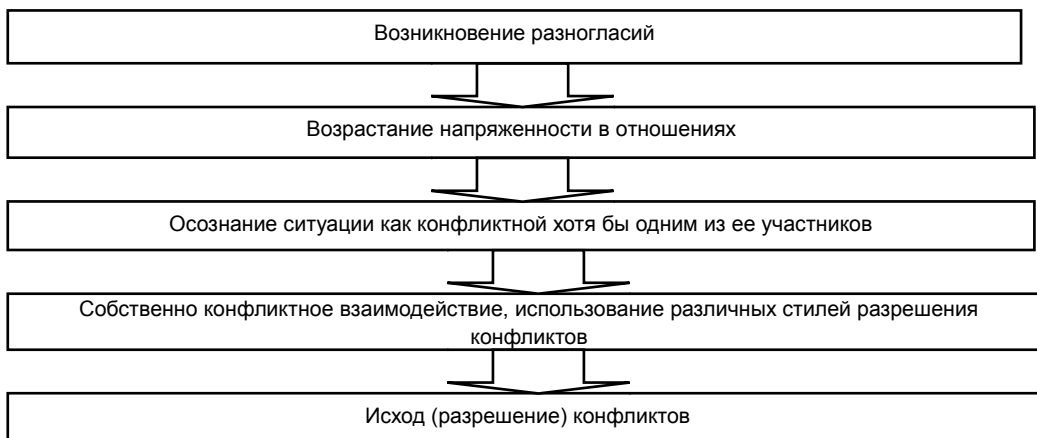 Возникновение разногласий
Возрастание напряженности в отношениях
Осознание ситуации как конфликтной хотя бы одним из ее участников
Собственно конфликтное взаимодействие, использование различных стилей разрешения
конфликтов
Исход (разрешение) конфликтов